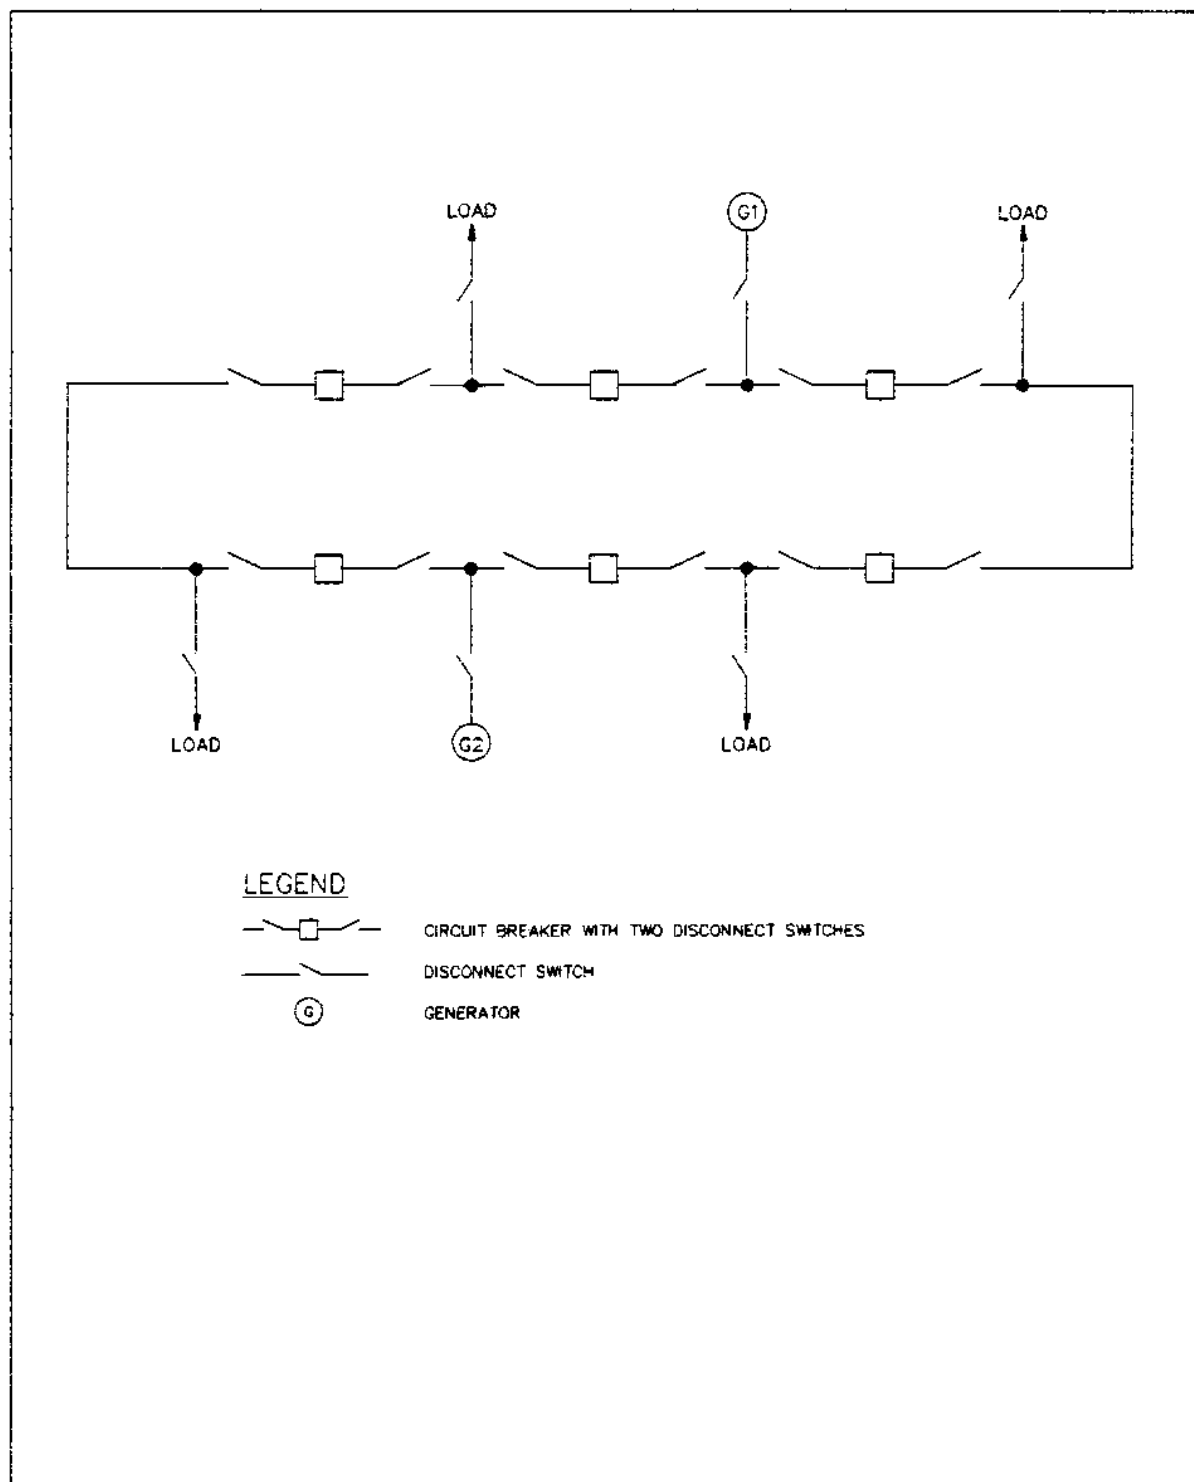 LOAD
G1
LOAD
LOAD
G2
LOAD
LEGEND
CIRCUIT BREAKER WITH TWO DISCONNECT SWITCHES
DISCONNECT SWITCH
G
GENERATOR